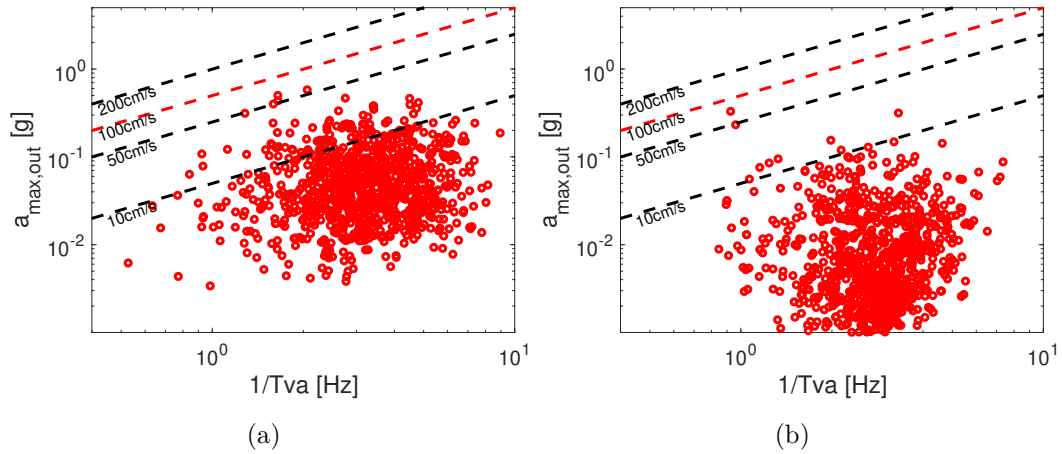 10⁰
10⁻¹
10⁻²
a_max,out [g]
200cm/s
100cm/s
50cm/s
10cm/s
10⁰
10¹
1/Tva [Hz]
(a)
10⁰
10⁻¹
10⁻²
a_max,out [g]
200cm/s
100cm/s
50cm/s
10cm/s
10⁰
10¹
1/Tva [Hz]
(b)